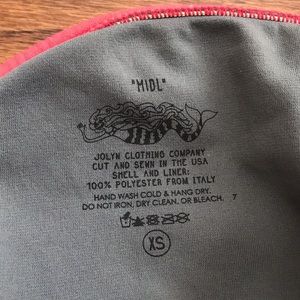 "MIDL"
JOLYN CLOTHING COMPANY
CUT AND SEWN IN THE USA
SHELL AND LINER:
100% POLYESTER FROM ITALY
HAND WASH COLD & HANG DRY.
DO NOT IRON, DRY CLEAN, OR BLEACH. 7
XS